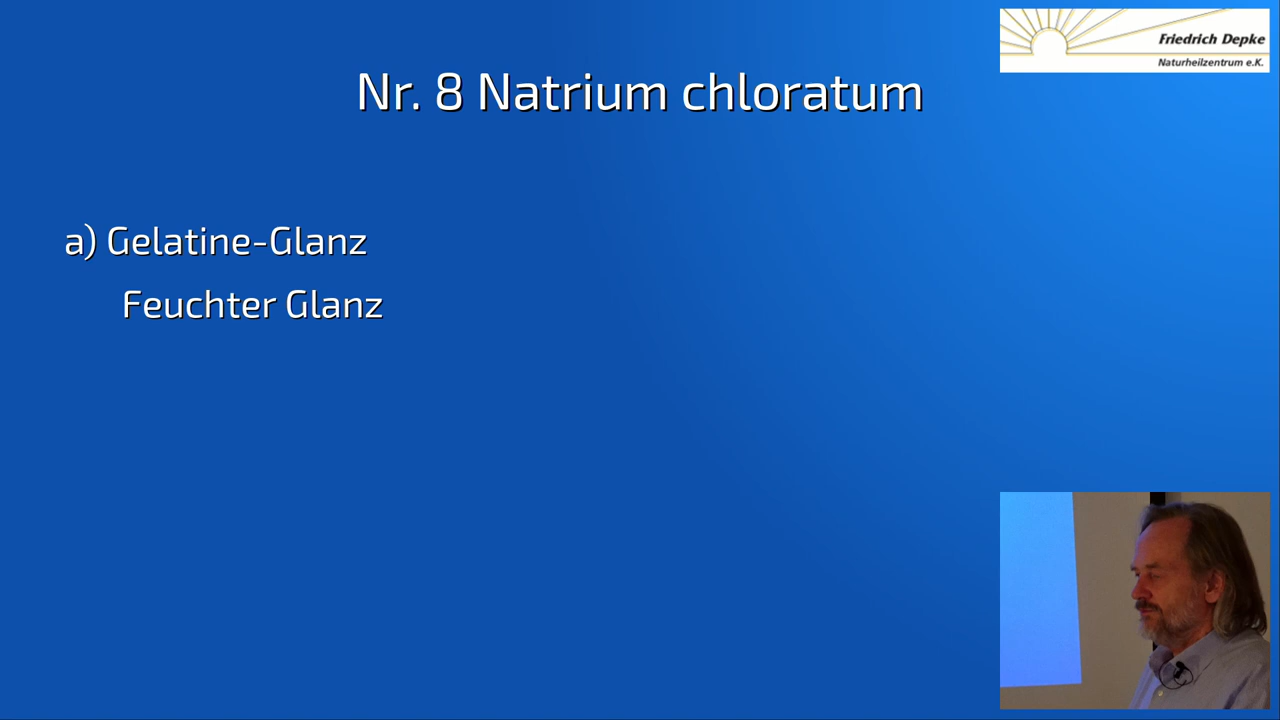 Friedrich Depke
Naturheilzentrum e.K.
Nr. 8 Natrium chloratum
a) Gelatine-Glanz
Feuchter Glanz